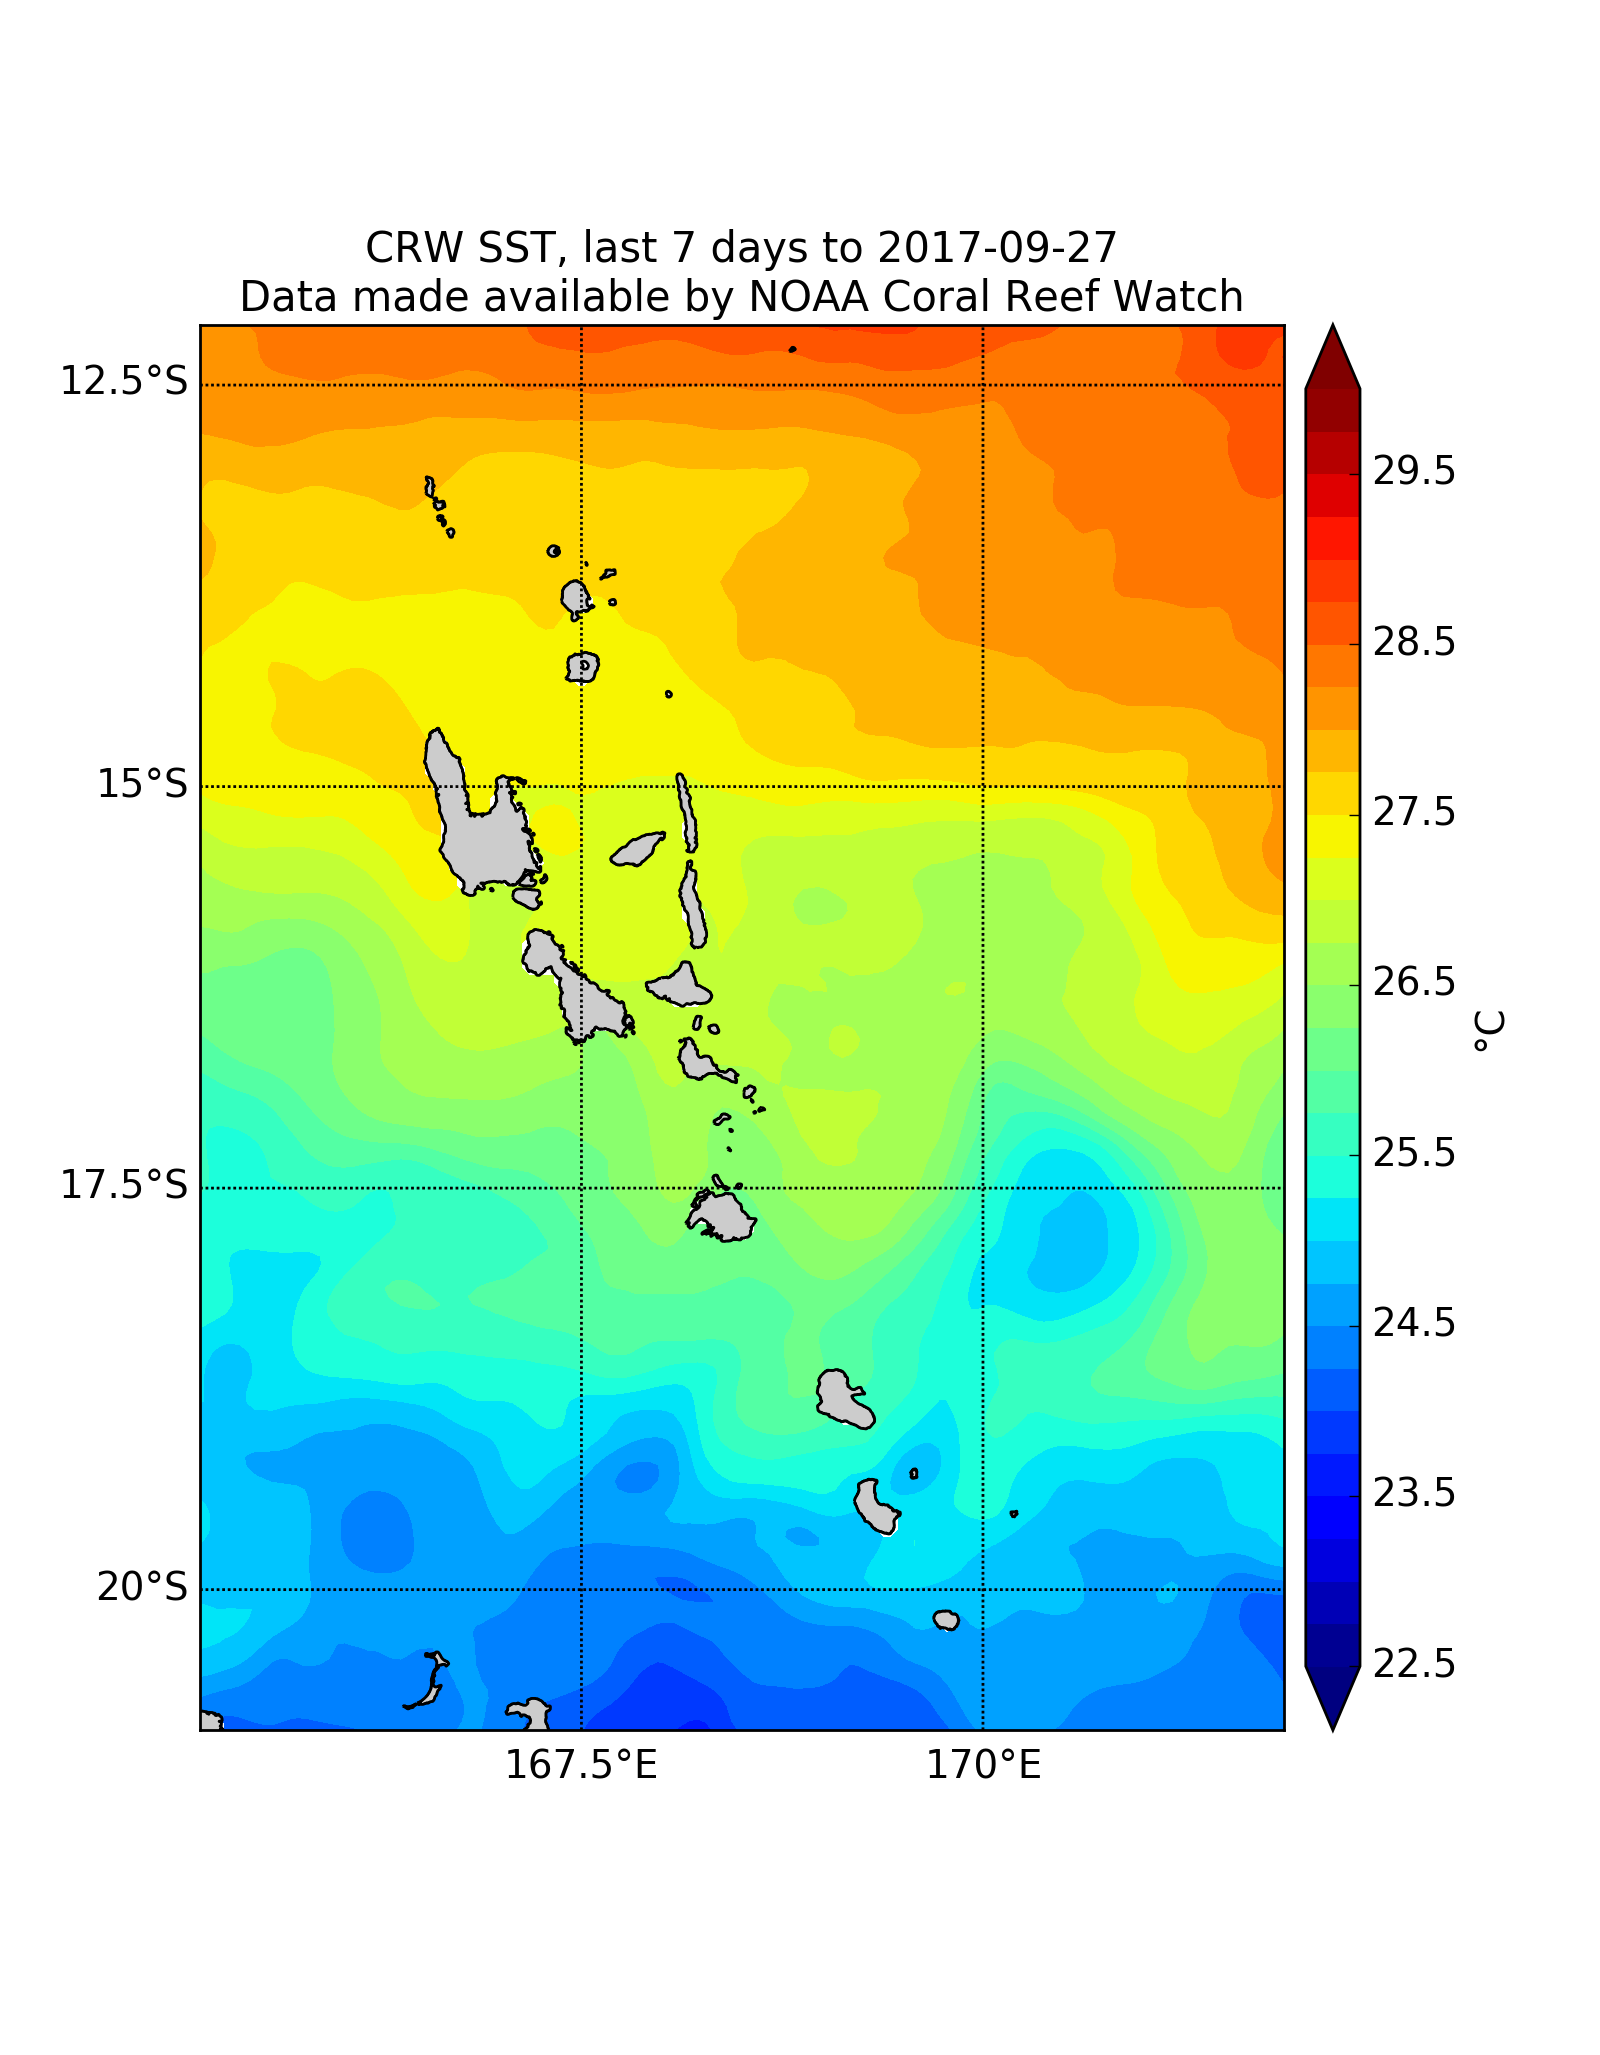 CRW SST, last 7 days to 2017-09-27
Data made available by NOAA Coral Reef Watch
12.5°S
15°S
17.5°S
20°S
167.5°E
170°E
29.5
28.5
27.5
26.5
25.5
24.5
23.5
22.5
°C